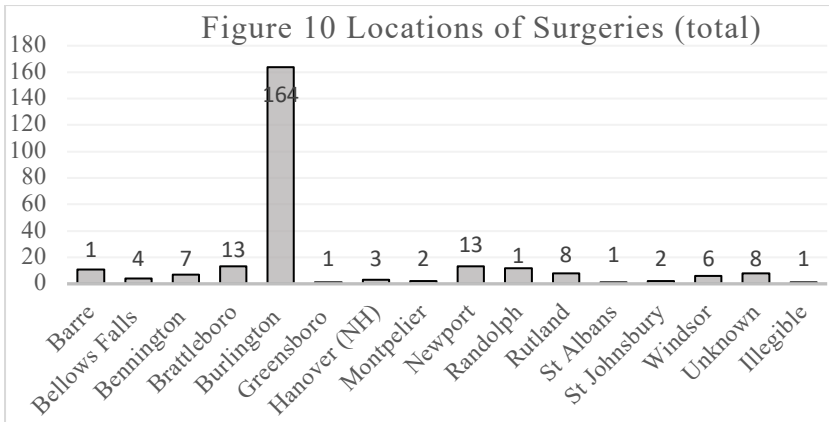 Figure 10 Locations of Surgeries (total)
180
160
140
120
100
80
60
40
20
0
1
4
7
13
164
1
3
2
13
1
8
1
2
6
8
1
Barre
Bellows Falls
Bennington
Brattleboro
Burlington
Greensboro
Hanover (NH)
Montpelier
Newport
Randolph
Rutland
St Albans
St Johnsbury
Windsor
Unknown
Illegible